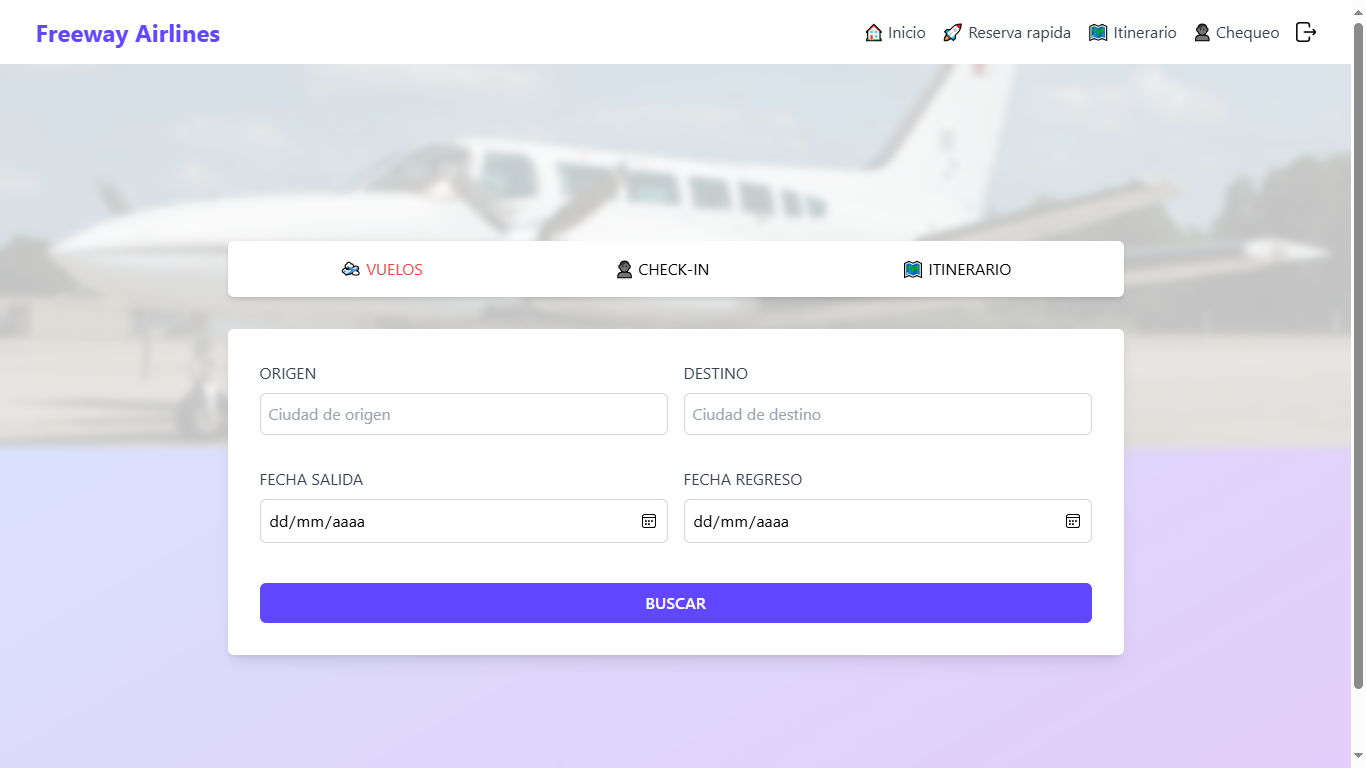 Freeway Airlines
Inicio
Reserva rapida
Itinerario
Chequeo
VUELOS
CHECK-IN
ITINERARIO
ORIGEN
DESTINO
Ciudad de origen
Ciudad de destino
FECHA SALIDA
FECHA REGRESO
dd/mm/aaaa
dd/mm/aaaa
BUSCAR